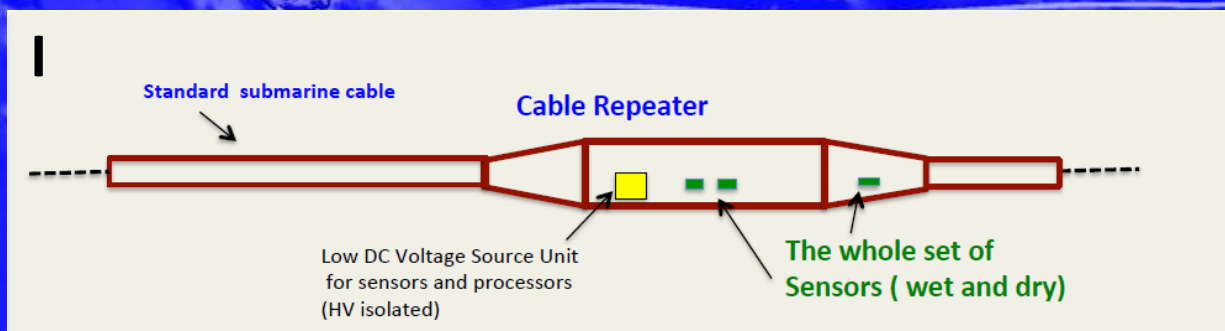 I
Standard submarine cable
Cable Repeater
Low DC Voltage Source Unit
for sensors and processors
(HV isolated)
The whole set of
Sensors ( wet and dry)